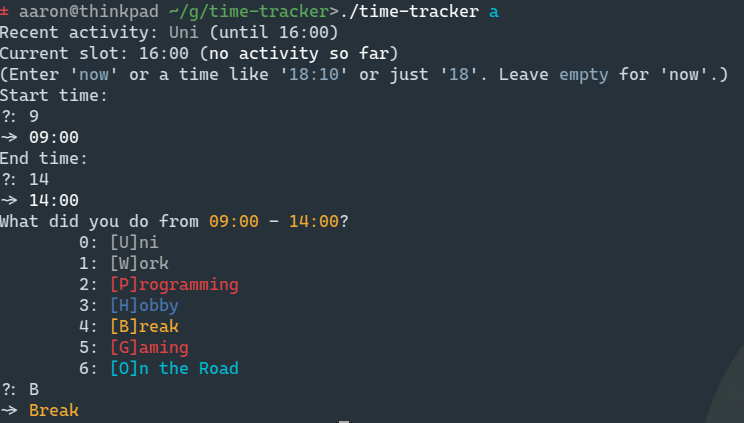 ± aaron@thinkpad ~/g/time-tracker>./time-tracker a
Recent activity: Uni (until 16:00)
Current slot: 16:00 (no activity so far)
(Enter 'now' or a time like '18:10' or just '18'. Leave empty for 'now'.)
Start time:
?: 9
-> 09:00
End time:
?: 14
-> 14:00
What did you do from 09:00 - 14:00?
0: [U]ni
1: [W]ork
2: [P]rogramming
3: [H]obby
4: [B]reak
5: [G]aming
6: [O]n the Road
?: B
-> Break